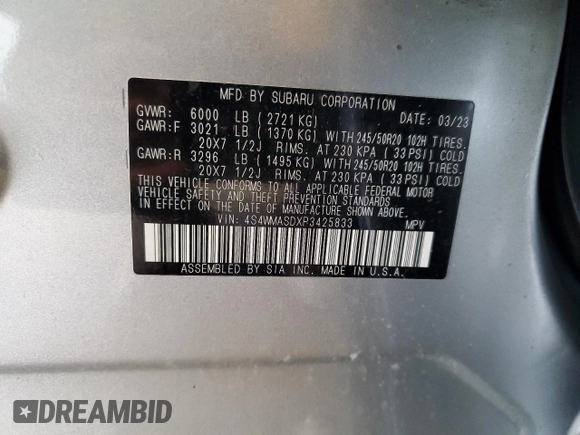 MFD BY SUBARU CORPORATION
GVWR: 6000 LB ( 2721 KG) DATE: 03/23
GAWR:F 3021 LB ( 1370 KG) WITH 245/50R20 102H TIRES.
20X7 1/2J RIMS. AT 230 KPA ( 33 PSI) COLD
GAWR:R 3296 LB ( 1495 KG) WITH 245/50R20 102H TIRES.
20X7 1/2J RIMS. AT 230 KPA ( 33 PSI) COLD
THIS VEHICLE CONFORMS TO ALL APPLICABLE FEDERAL MOTOR
VEHICLE SAFETY AND THEFT PREVENTION STANDARDS
IN EFFECT ON THE DATE OF MANUFACTURE SHOWN ABOVE.
VIN: 4S4WMASDXP3425833 MPV
ASSEMBLED BY SIA INC. MADE IN U.S.A.
DREAMBID